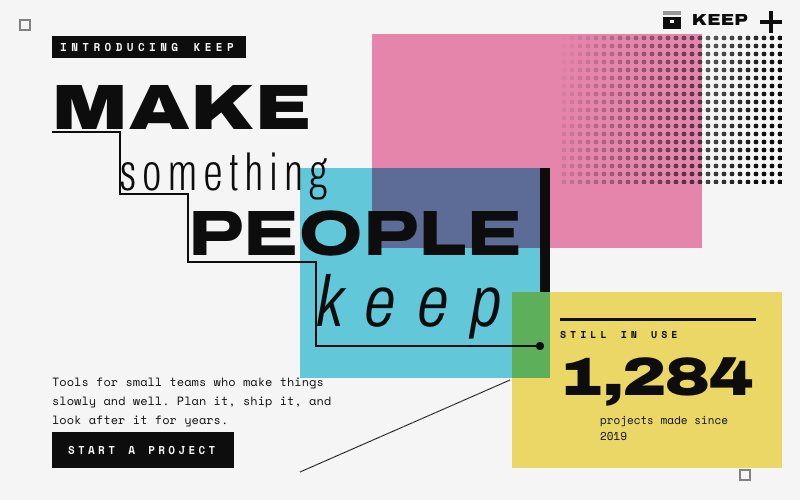 KEEP
INTRODUCING KEEP
MAKE
something
PEOPLE
keep
STILL IN USE
1,284
projects made since
2019
Tools for small teams who make things
slowly and well. Plan it, ship it, and
look after it for years.
START A PROJECT